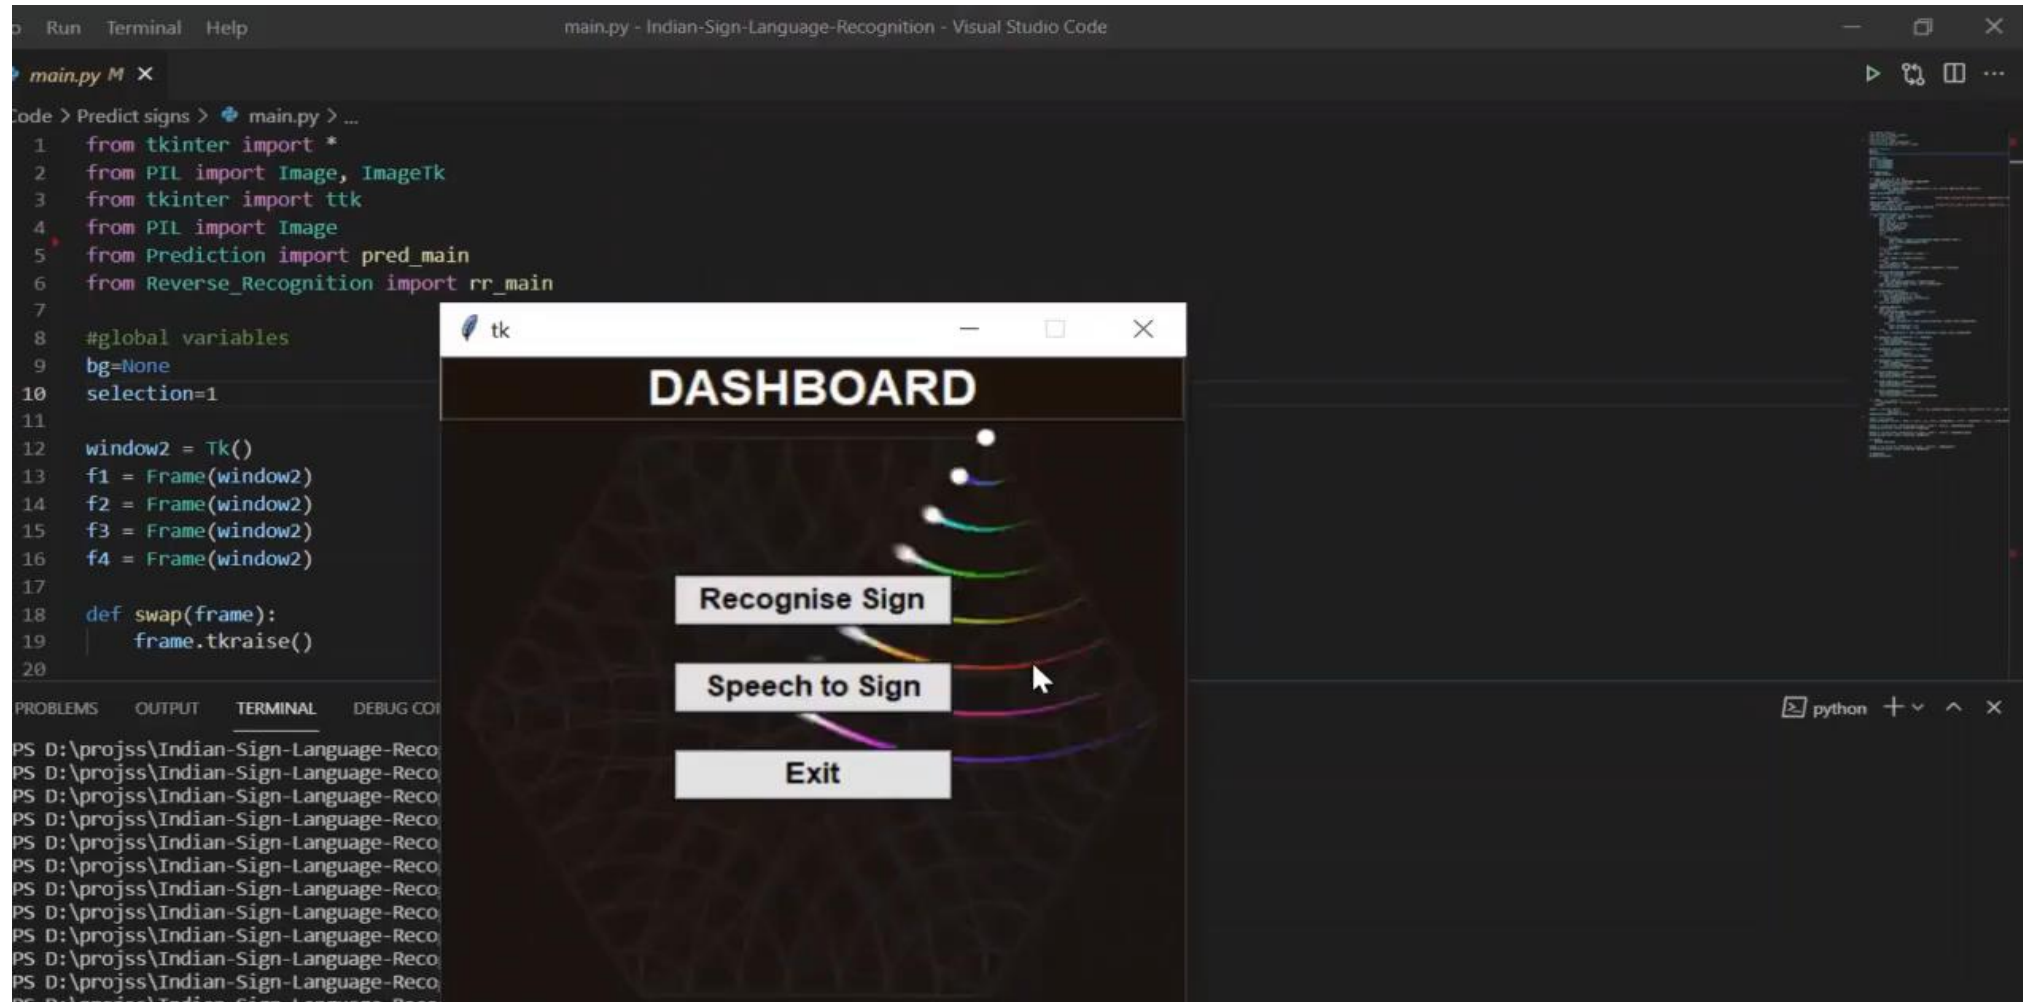 Run Terminal Help main.py - Indian-Sign-Language-Recognition - Visual Studio Code
main.py M
Code > Predict signs > main.py > ...
1 from tkinter import *
2 from PIL import Image, ImageTk
3 from tkinter import ttk
4 from PIL import Image
5 from Prediction import pred_main
6 from Reverse_Recognition import rr_main
7
8 #global variables
9 bg=None
10 selection=1
11
12 window2 = Tk()
13 f1 = Frame(window2)
14 f2 = Frame(window2)
15 f3 = Frame(window2)
16 f4 = Frame(window2)
17
18 def swap(frame):
19 frame.tkraise()
20
tk
DASHBOARD
Recognise Sign
Speech to Sign
Exit
PROBLEMS OUTPUT TERMINAL DEBUG CO python
PS D:\projss\Indian-Sign-Language-Reco
PS D:\projss\Indian-Sign-Language-Reco
PS D:\projss\Indian-Sign-Language-Reco
PS D:\projss\Indian-Sign-Language-Reco
PS D:\projss\Indian-Sign-Language-Reco
PS D:\projss\Indian-Sign-Language-Reco
PS D:\projss\Indian-Sign-Language-Reco
PS D:\projss\Indian-Sign-Language-Reco
PS D:\projss\Indian-Sign-Language-Reco
PS D:\projss\Indian-Sign-Language-Reco
PS D:\projss\Indian-Sign-Language-Reco